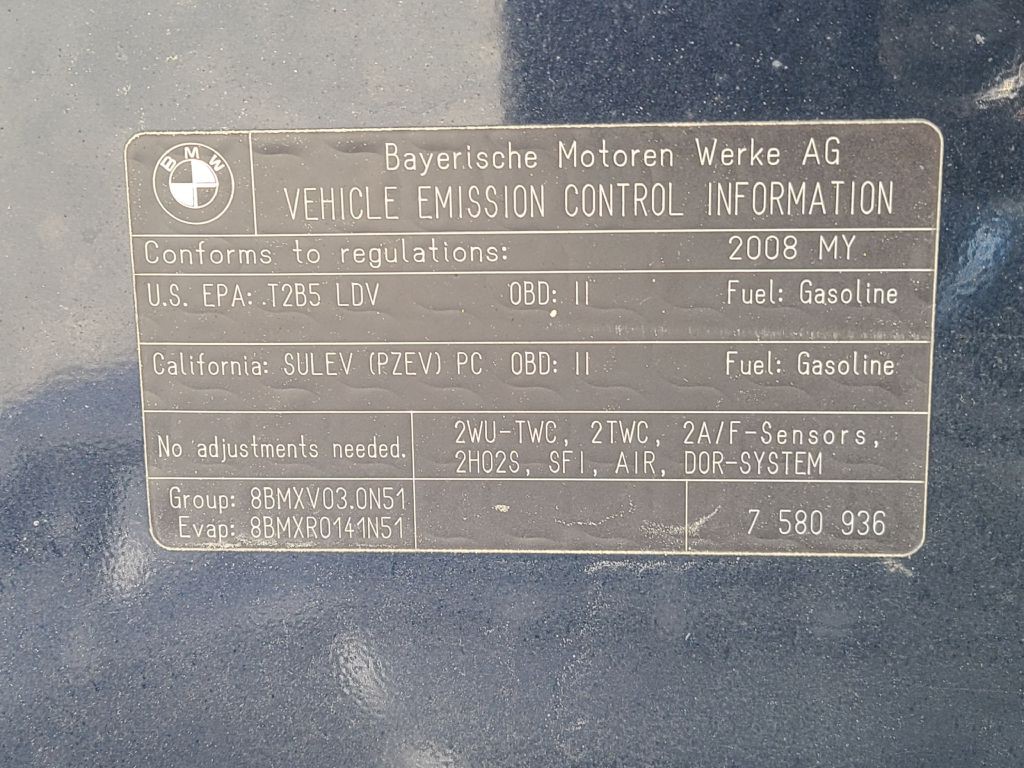 BMW
Bayerische Motoren Werke AG
VEHICLE EMISSION CONTROL INFORMATION
Conforms to regulations: 2008 MY
U.S. EPA: T2B5 LDV OBD: II Fuel: Gasoline
California: SULEV (PZEV) PC OBD: II Fuel: Gasoline
No adjustments needed.
2WU-TWC, 2TWC, 2A/F-Sensors,
2HO2S, SFI, AIR, DOR-SYSTEM
Group: 8BMXV03.0N51
Evap: 8BMXR0141N51
7 580 936